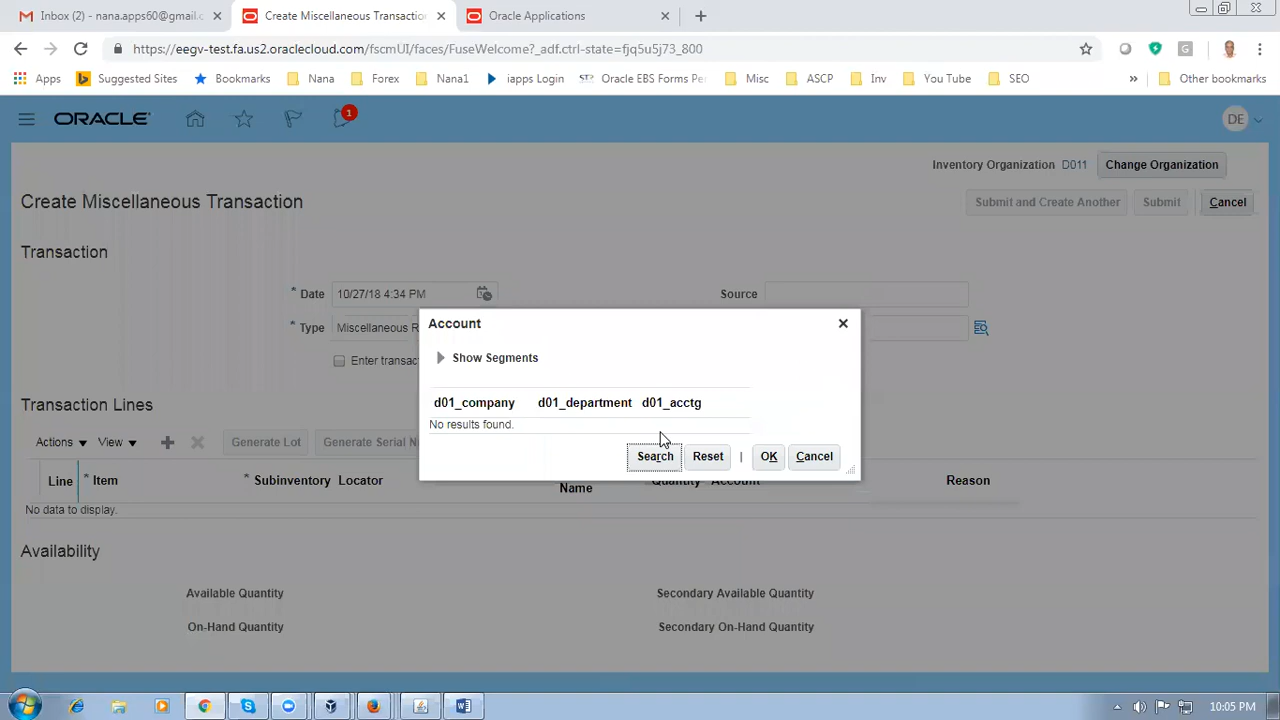 Inbox (2) - nana.apps60@gmail.c
Create Miscellaneous Transactio
Oracle Applications
https://eegv-test.fa.us2.oraclecloud.com/fscmUI/faces/FuseWelcome?_adf.ctrl-state=fjq5u5j73_800
Apps Suggested Sites Bookmarks Nana Forex Nana1 iapps Login Oracle EBS Forms Pe Misc ASCP Inv You Tube SEO » Other bookmarks
ORACLE 1 DE
Inventory Organization D011 Change Organization
Create Miscellaneous Transaction Submit and Create Another Submit Cancel
Transaction
* Date 10/27/18 4:34 PM Source
* Type Miscellaneous R
Enter transac
Account
Show Segments
d01_company d01_department d01_acctg
No results found.
Search Reset | OK Cancel
Transaction Lines
Actions View Generate Lot Generate Serial N
Line * Item * Subinventory Locator Name Quantity Account Reason
No data to display.
Availability
Available Quantity Secondary Available Quantity
On-Hand Quantity Secondary On-Hand Quantity
10:05 PM